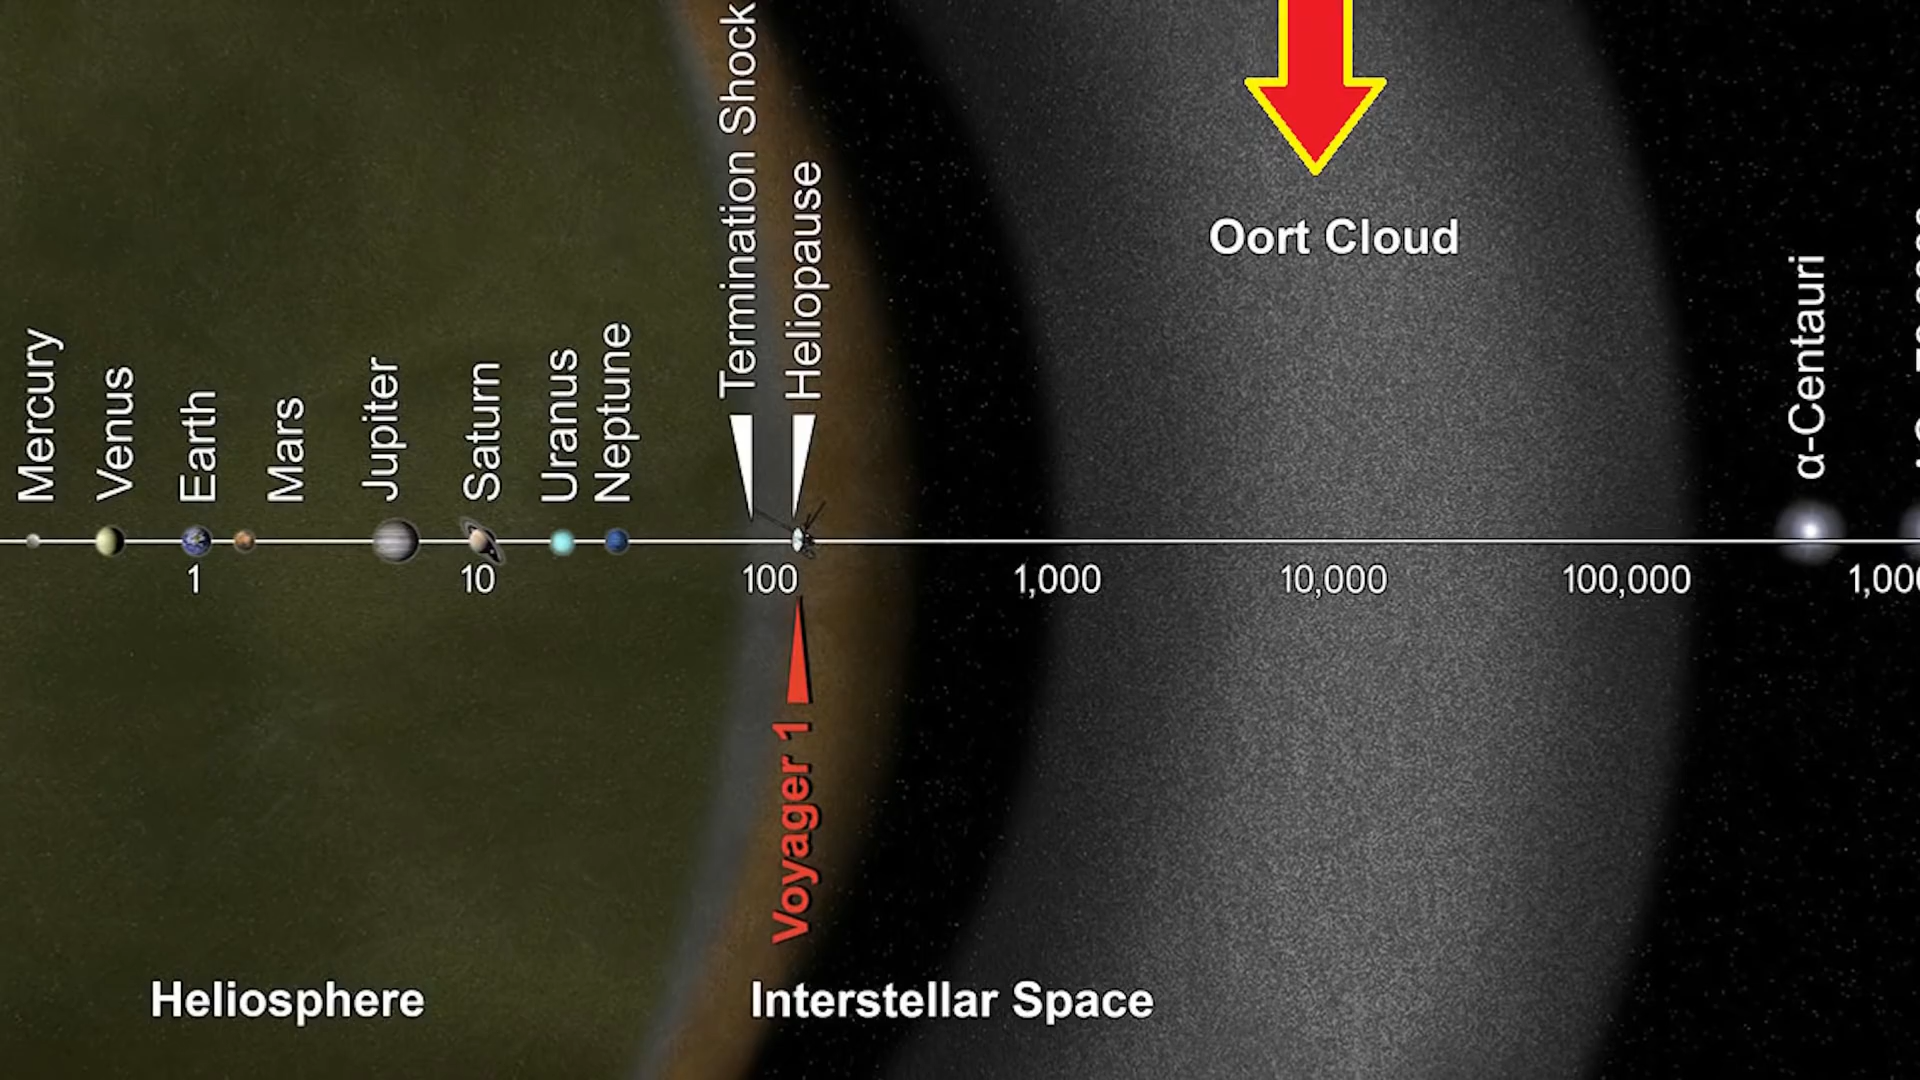 Termination Shock
Heliopause
Oort Cloud
Mercury
Venus
Earth
Mars
Jupiter
Saturn
Uranus
Neptune
α-Centauri
1
10
100
1,000
10,000
100,000
Voyager 1
Heliosphere
Interstellar Space